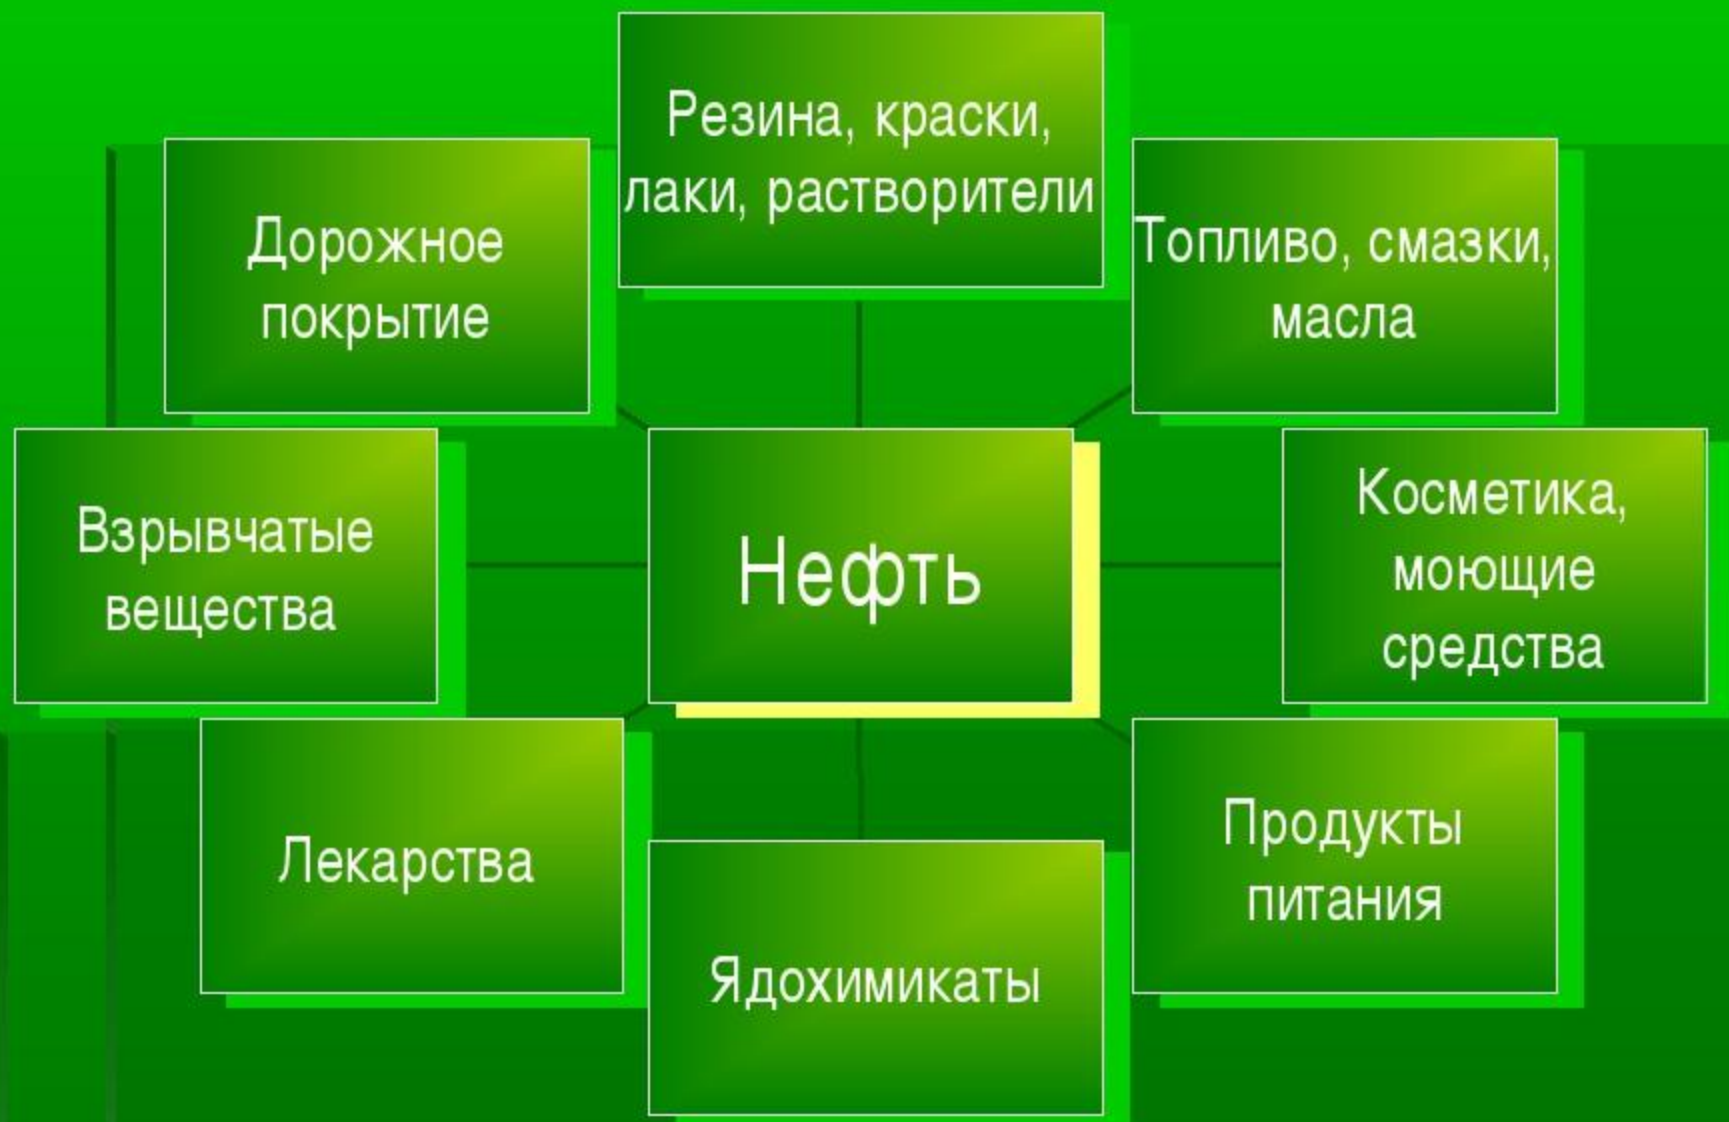 Резина, краски,
лаки, растворители
Дорожное
покрытие
Топливо, смазки,
масла
Взрывчатые
вещества
Нефть
Косметика,
моющие
средства
Лекарства
Ядохимикаты
Продукты
питания